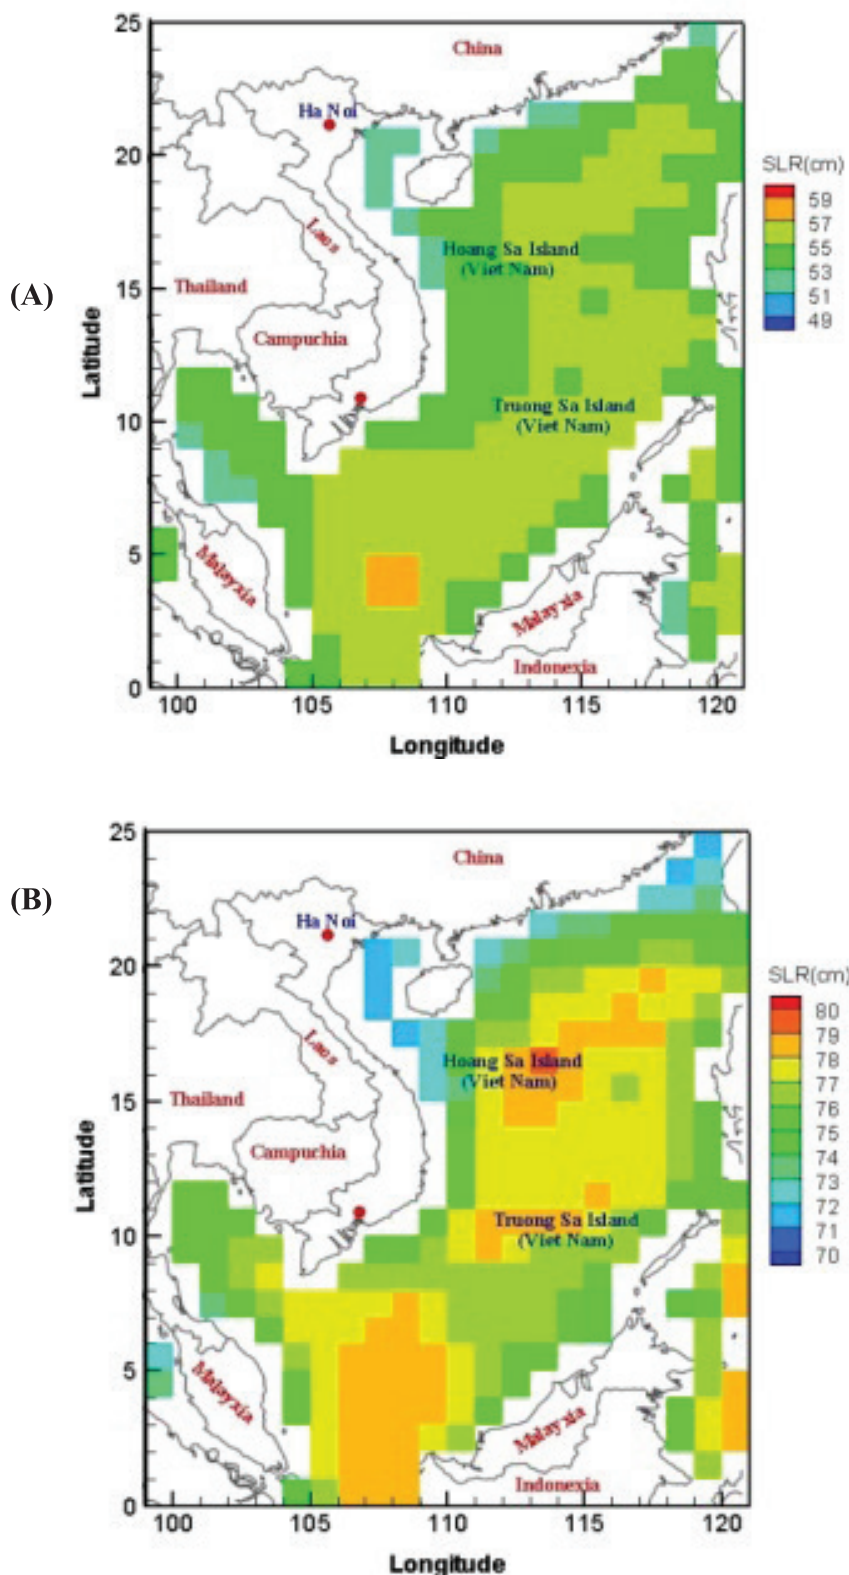 (A)
25
20
15
10
5
0
Latitude
China
Ha Noi
Laos
Hoang Sa Island
(Viet Nam)
Thailand
Campuchia
Truong Sa Island
(Viet Nam)
Malayxia
Malayxia
Indonexia
100 105 110 115 120
Longitude
SLR(cm)
59
57
55
53
51
49
(B)
25
20
15
10
5
0
Latitude
China
Ha Noi
Laos
Hoang Sa Island
(Viet Nam)
Thailand
Campuchia
Truong Sa Island
(Viet Nam)
Malayxia
Malayxia
Indonexia
100 105 110 115 120
Longitude
SLR(cm)
80
79
78
77
76
75
74
73
72
71
70